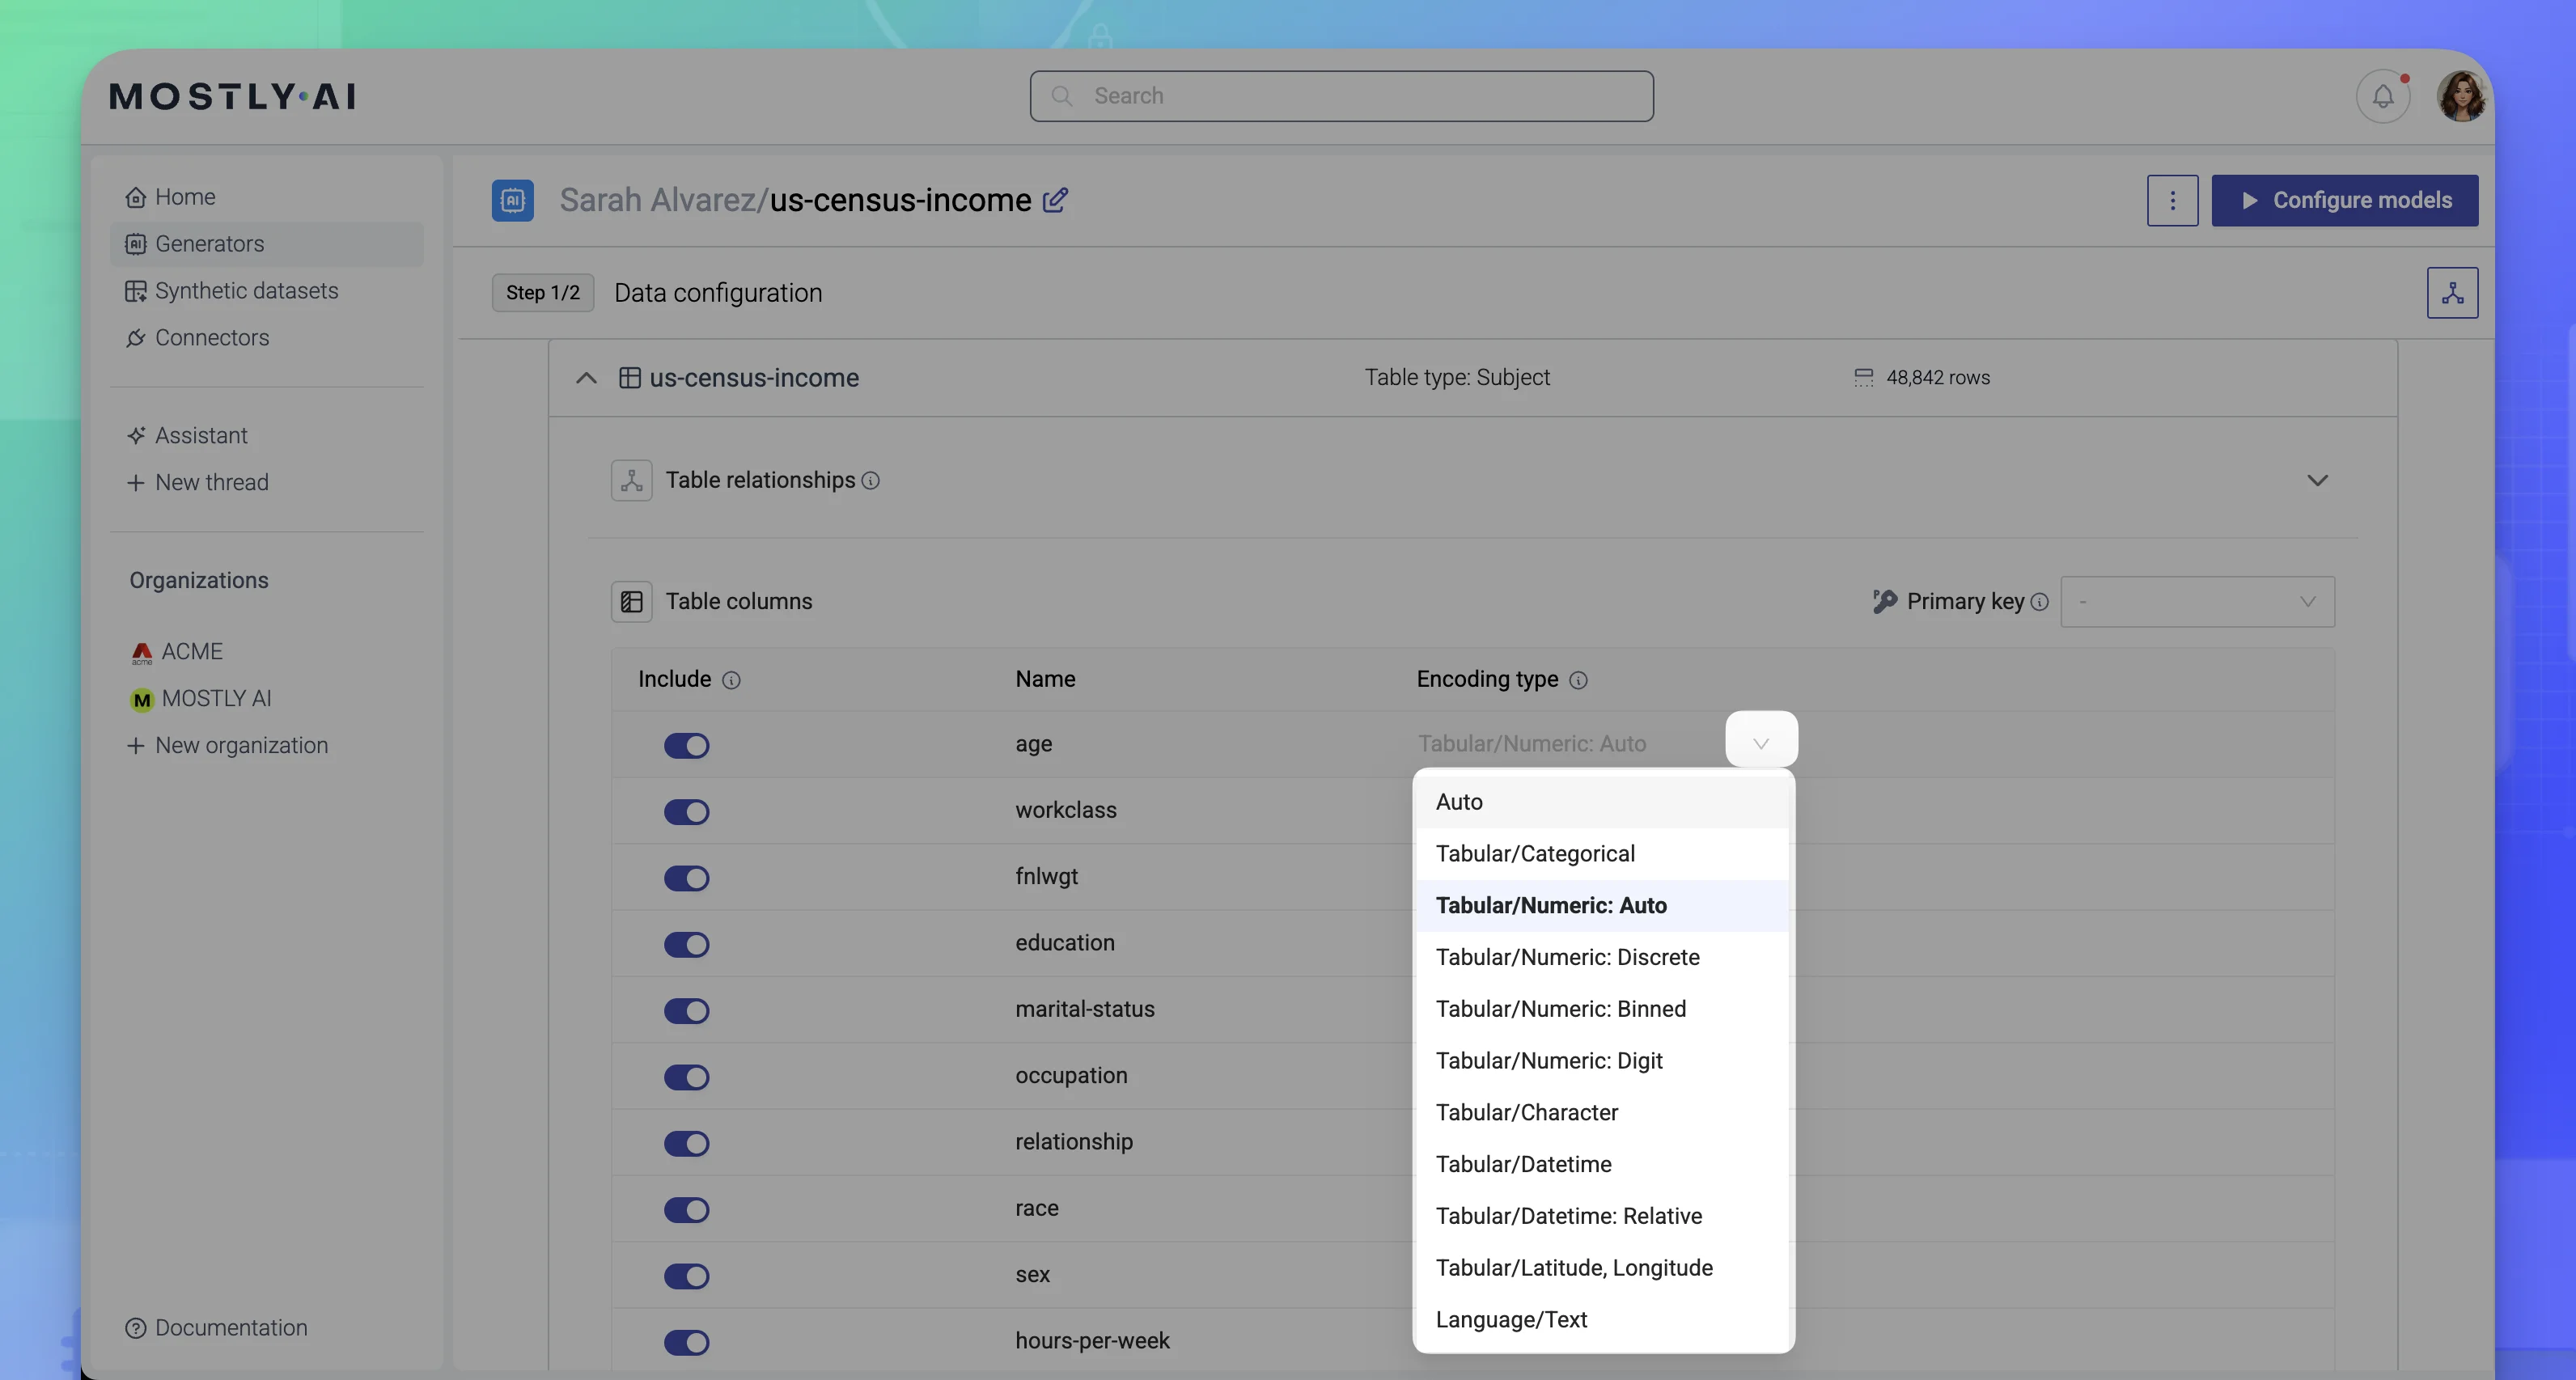 MOSTLY·AI
Search
Home
Generators
Synthetic datasets
Connectors
Assistant
New thread
Organizations
acme
ACME
M
MOSTLY AI
New organization
Documentation
AI
Sarah Alvarez/us-census-income
Configure models
Step 1/2
Data configuration
us-census-income
Table type: Subject
48,842 rows
Table relationships
Table columns
Primary key
-
Include
Name
Encoding type
age
Tabular/Numeric: Auto
workclass
fnlwgt
education
marital-status
occupation
relationship
race
sex
hours-per-week
Auto
Tabular/Categorical
Tabular/Numeric: Auto
Tabular/Numeric: Discrete
Tabular/Numeric: Binned
Tabular/Numeric: Digit
Tabular/Character
Tabular/Datetime
Tabular/Datetime: Relative
Tabular/Latitude, Longitude
Language/Text